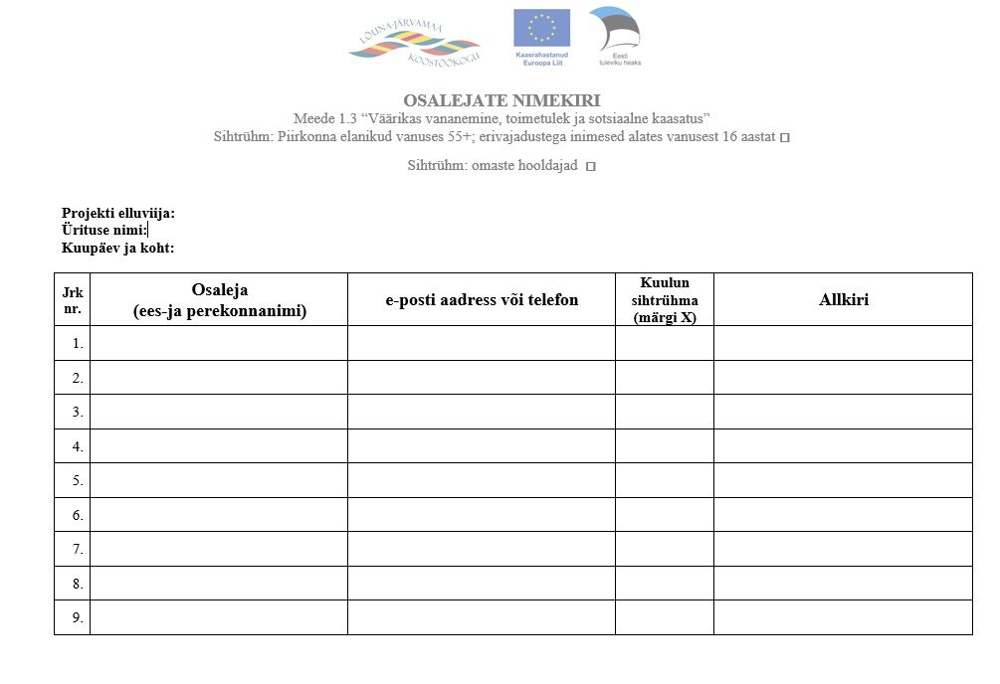 LÕUNA-JÄRVAMAA
KOOSTÖÖKOGU
Kaasrahastanud
Euroopa Liit
Eesti
tuleviku heaks
OSALEJATE NIMEKIRI
Meede 1.3 “Väärikas vananemine, toimetulek ja sotsiaalne kaasatus”
Sihtrühm: Piirkonna elanikud vanuses 55+; erivajadustega inimesed alates vanusest 16 aastat □
Sihtrühm: omaste hooldajad □
Projekti elluviija:
Ürituse nimi:
Kuupäev ja koht:
Jrk
nr.
Osaleja
(ees-ja perekonnanimi)
e-posti aadress või telefon
Kuulun
sihtrühma
(märgi X)
Allkiri
1.
2.
3.
4.
5.
6.
7.
8.
9.